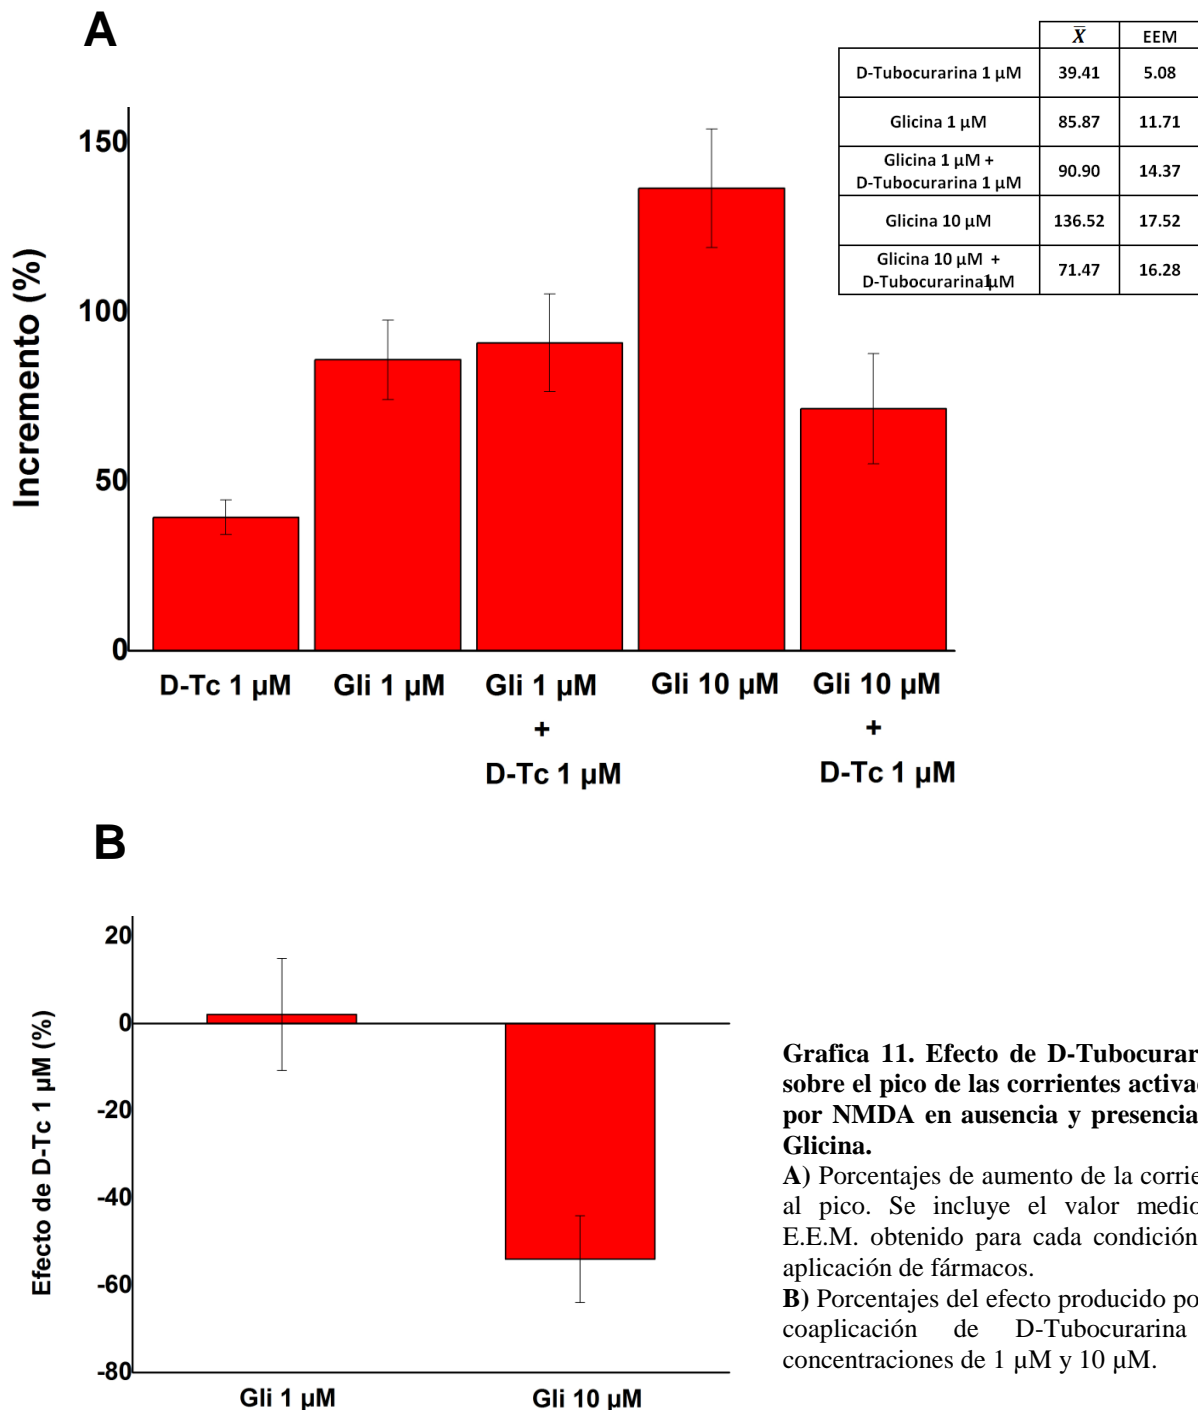 A
X̄ EEM
D-Tubocurarina 1 µM 39.41 5.08
Glicina 1 µM 85.87 11.71
Glicina 1 µM +
D-Tubocurarina 1 µM 90.90 14.37
Glicina 10 µM 136.52 17.52
Glicina 10 µM +
D-Tubocurarina 1µM 71.47 16.28
Incremento (%)
150
100
50
0
D-Tc 1 µM Gli 1 µM Gli 1 µM Gli 10 µM Gli 10 µM
+ +
D-Tc 1 µM D-Tc 1 µM
B
Efecto de D-Tc 1 µM (%)
20
0
-20
-40
-60
-80
Gli 1 µM Gli 10 µM
Grafica 11. Efecto de D-Tubocurar
sobre el pico de las corrientes activa
por NMDA en ausencia y presencia
Glicina.
A) Porcentajes de aumento de la corrie
al pico. Se incluye el valor medio
E.E.M. obtenido para cada condición
aplicación de fármacos.
B) Porcentajes del efecto producido po
coaplicación de D-Tubocurarina
concentraciones de 1 µM y 10 µM.